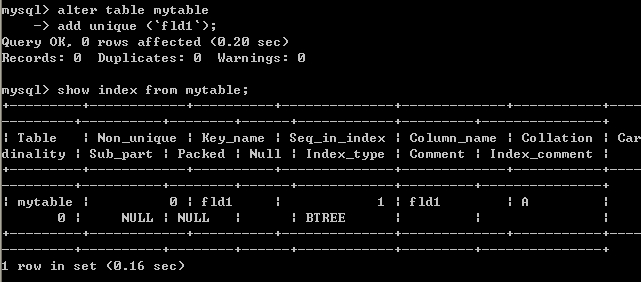 mysql> alter table mytable
    -> add unique (`fld1`);
Query OK, 0 rows affected (0.20 sec)
Records: 0  Duplicates: 0  Warnings: 0
mysql> show index from mytable;
+---------+------------+----------+--------------+-------------+-----------+----
---------+----------+--------+------+------------+---------+---------------+
| Table   | Non_unique | Key_name | Seq_in_index | Column_name | Collation | Car
dinality | Sub_part | Packed | Null | Index_type | Comment | Index_comment |
+---------+------------+----------+--------------+-------------+-----------+----
---------+----------+--------+------+------------+---------+---------------+
| mytable |          0 | fld1     |            1 | fld1        | A         |
       0 |     NULL | NULL   |      | BTREE      |         |               |
+---------+------------+----------+--------------+-------------+-----------+----
---------+----------+--------+------+------------+---------+---------------+
1 row in set (0.16 sec)